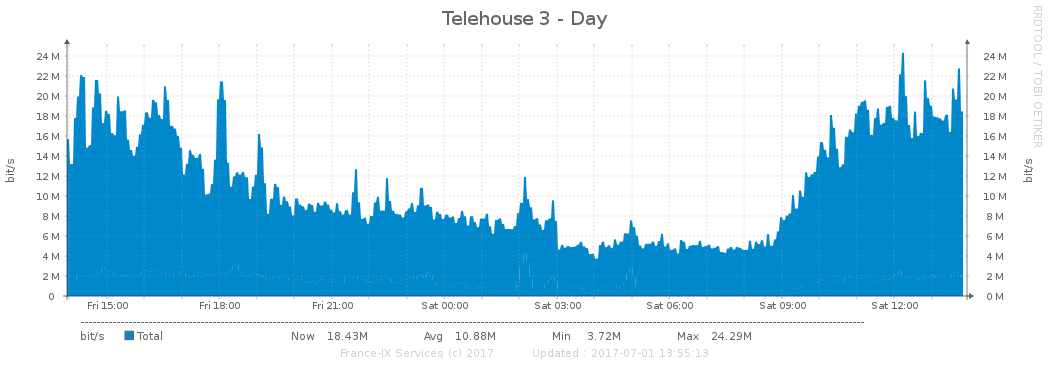 Telehouse 3 - Day
RRDTOOL / TOBI OETIKER
bit/s
24 M 24 M
22 M 22 M
20 M 20 M
18 M 18 M
16 M 16 M
14 M 14 M
12 M 12 M
10 M 10 M
8 M 8 M
6 M 6 M
4 M 4 M
2 M 2 M
0 0 M
bit/s
Fri 15:00 Fri 18:00 Fri 21:00 Sat 00:00 Sat 03:00 Sat 06:00 Sat 09:00 Sat 12:00
bit/s Total Now 18.43M Avg 10.88M Min 3.72M Max 24.29M
France-IX Services (c) 2017 Updated : 2017-07-01 13:55:13